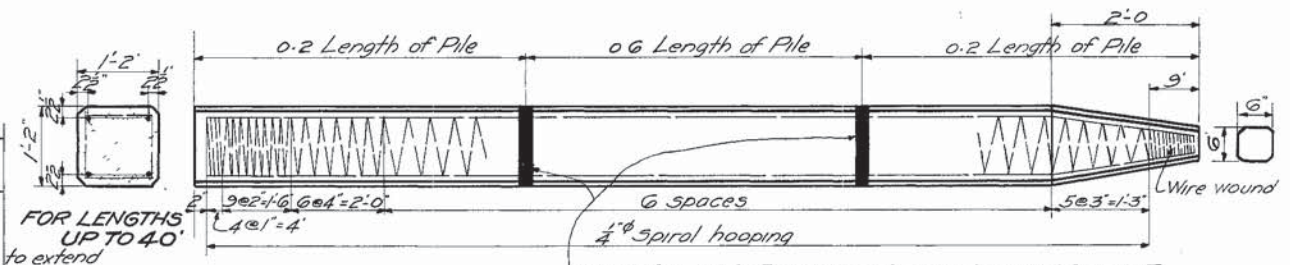 2'-0
0.2 Length of Pile
0.6 Length of Pile
0.2 Length of Pile
1'-2"
2½"
2½"
9"
6"
2½"
1'-2"
2½"
6"
2"
9@2"=1'-6
6@4"=2'-0"
6 spaces
5@3"=1'-3"
Wire wound
4@1"=4"
FOR LENGTHS
UP TO 40'
¼"ϕ Spiral hooping
to extend